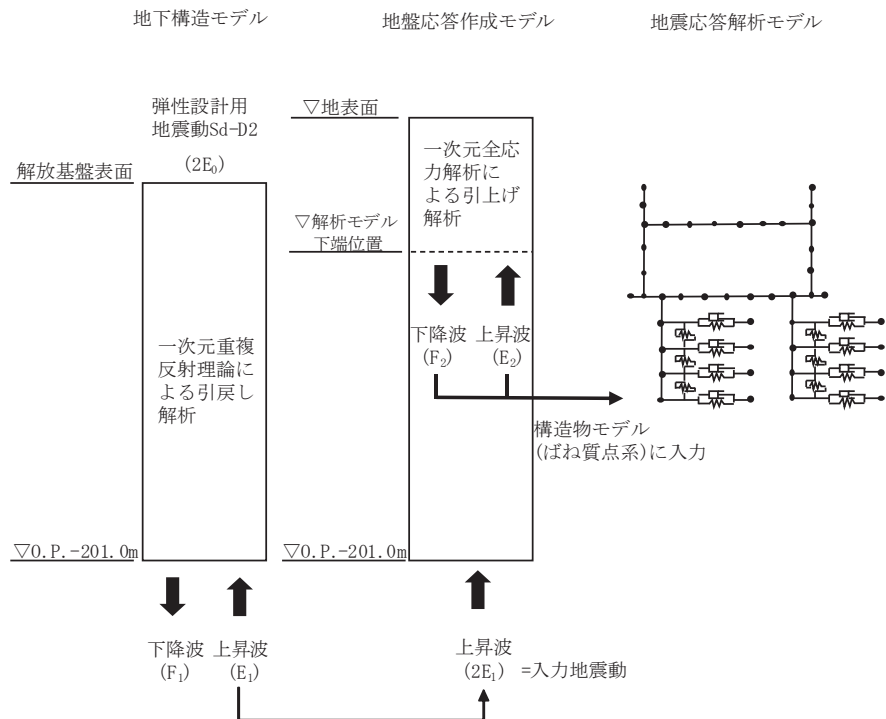 地下構造モデル
地盤応答作成モデル
地震応答解析モデル
弾性設計用
地震動Sd-D2
(2E₀)
解放基盤表面
一次元重複
反射理論に
よる引戻し
解析
▽O.P.-201.0m
下降波 上昇波
(F₁) (E₁)
▽地表面
一次元全応
力解析に
よる引上げ
解析
▽解析モデル
下端位置
下降波 上昇波
(F₂) (E₂)
構造物モデル
(ばね質点系)に入力
▽O.P.-201.0m
上昇波
(2E₁) =入力地震動